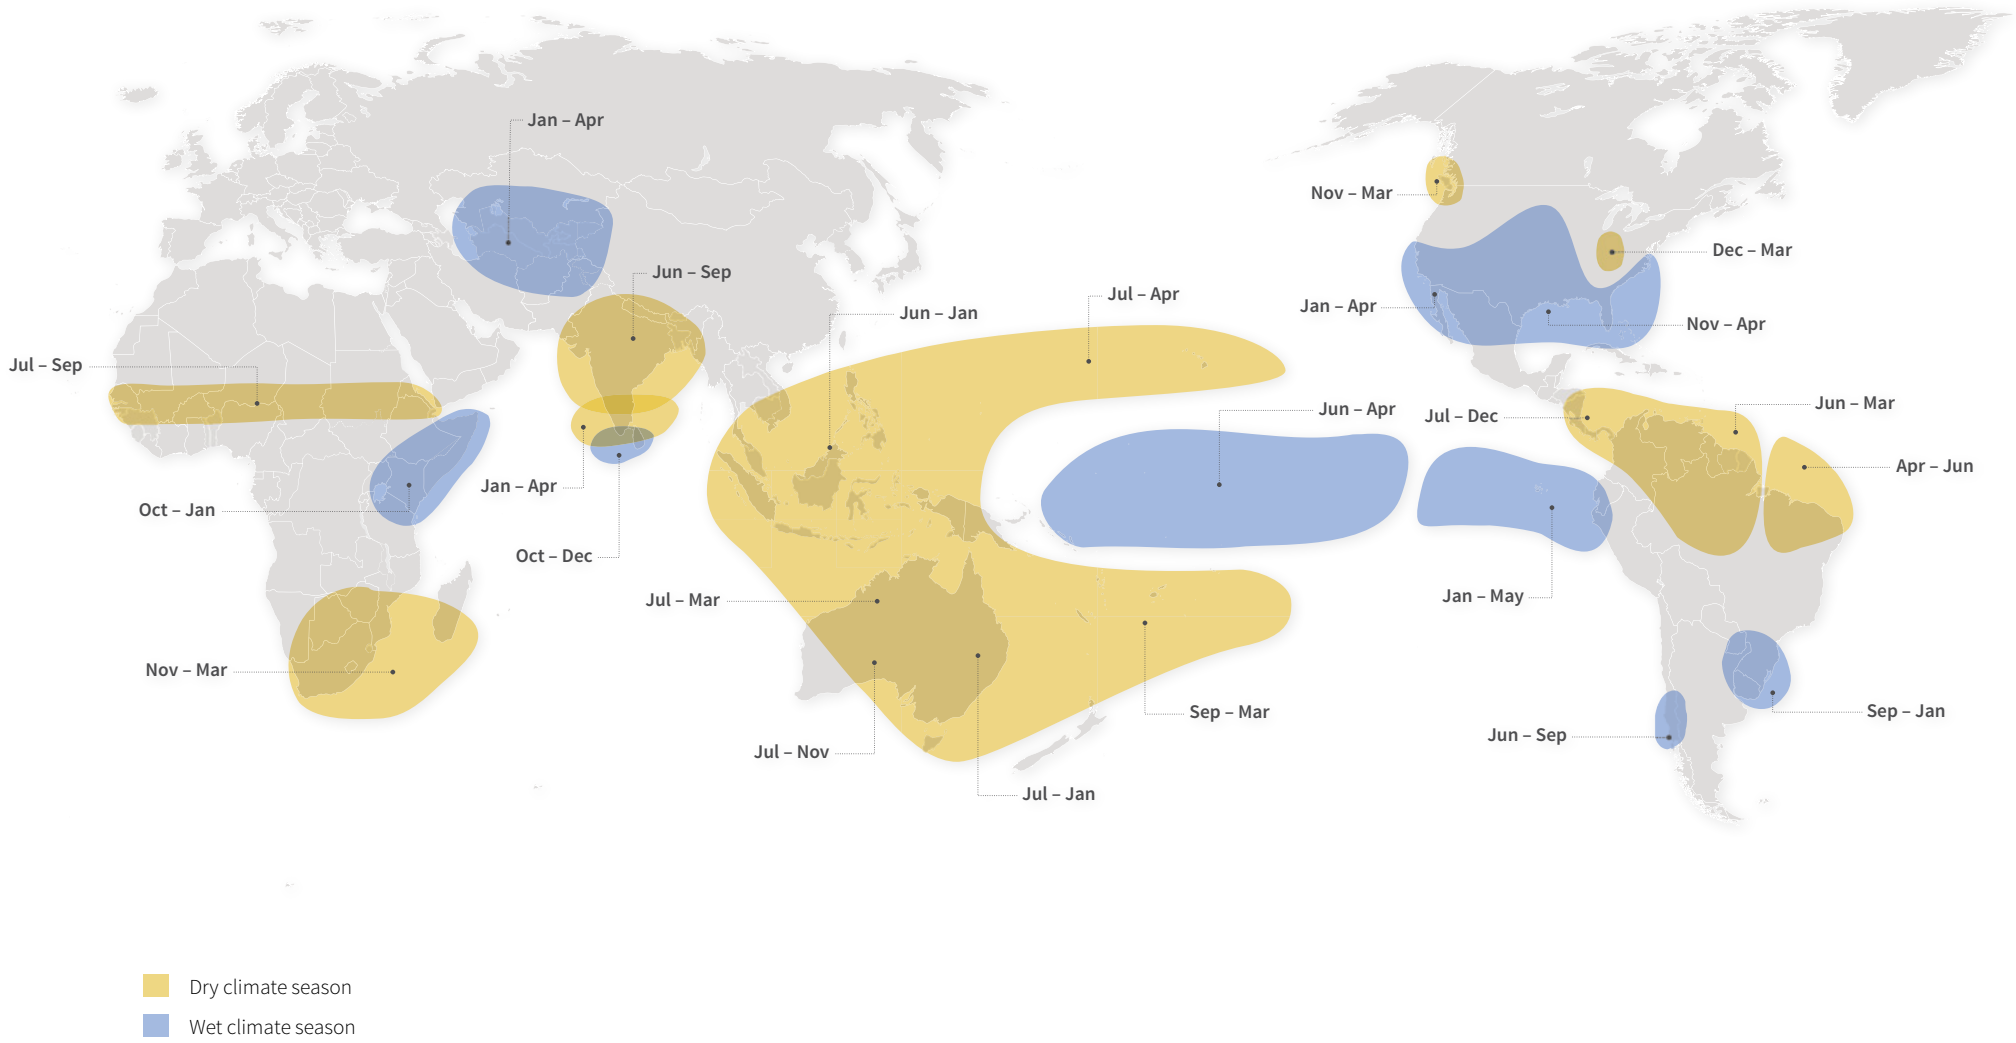 Jan – Apr
Nov – Mar
Dec – Mar
Jun – Sep
Jul – Apr
Jan – Apr
Jun – Jan
Nov – Apr
Jul – Sep
Jun – Mar
Jun – Apr
Jul – Dec
Apr – Jun
Jan – Apr
Oct – Jan
Oct – Dec
Jan – May
Jul – Mar
Nov – Mar
Sep – Mar
Sep – Jan
Jun – Sep
Jul – Nov
Jul – Jan
Dry climate season
Wet climate season